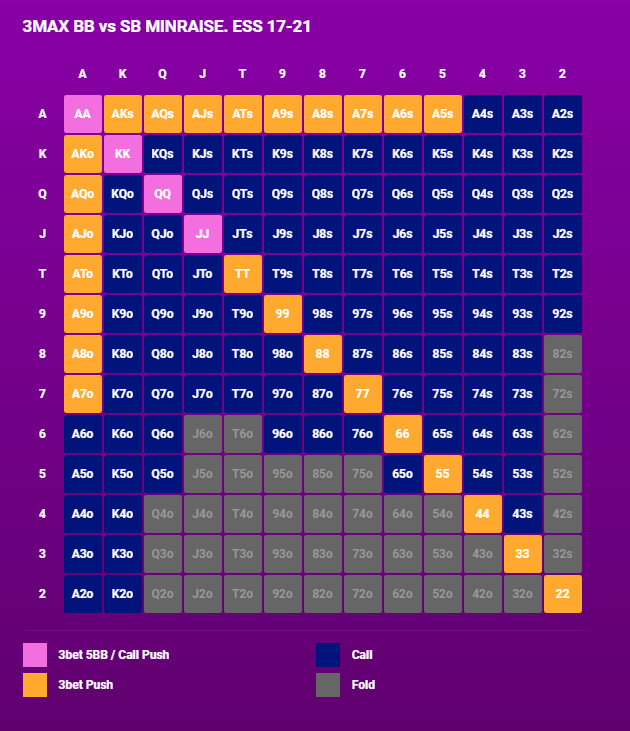 3MAX BB vs SB MINRAISE. ESS 17-21
A K Q J T 9 8 7 6 5 4 3 2
A AA AKs AQs AJs ATs A9s A8s A7s A6s A5s A4s A3s A2s
K AKo KK KQs KJs KTs K9s K8s K7s K6s K5s K4s K3s K2s
Q AQo KQo QQ QJs QTs Q9s Q8s Q7s Q6s Q5s Q4s Q3s Q2s
J AJo KJo QJo JJ JTs J9s J8s J7s J6s J5s J4s J3s J2s
T ATo KTo QTo JTo TT T9s T8s T7s T6s T5s T4s T3s T2s
9 A9o K9o Q9o J9o T9o 99 98s 97s 96s 95s 94s 93s 92s
8 A8o K8o Q8o J8o T8o 98o 88 87s 86s 85s 84s 83s 82s
7 A7o K7o Q7o J7o T7o 97o 87o 77 76s 75s 74s 73s 72s
6 A6o K6o Q6o J6o T6o 96o 86o 76o 66 65s 64s 63s 62s
5 A5o K5o Q5o J5o T5o 95o 85o 75o 65o 55 54s 53s 52s
4 A4o K4o Q4o J4o T4o 94o 84o 74o 64o 54o 44 43s 42s
3 A3o K3o Q3o J3o T3o 93o 83o 73o 63o 53o 43o 33 32s
2 A2o K2o Q2o J2o T2o 92o 82o 72o 62o 52o 42o 32o 22
3bet 5BB / Call Push Call
3bet Push Fold